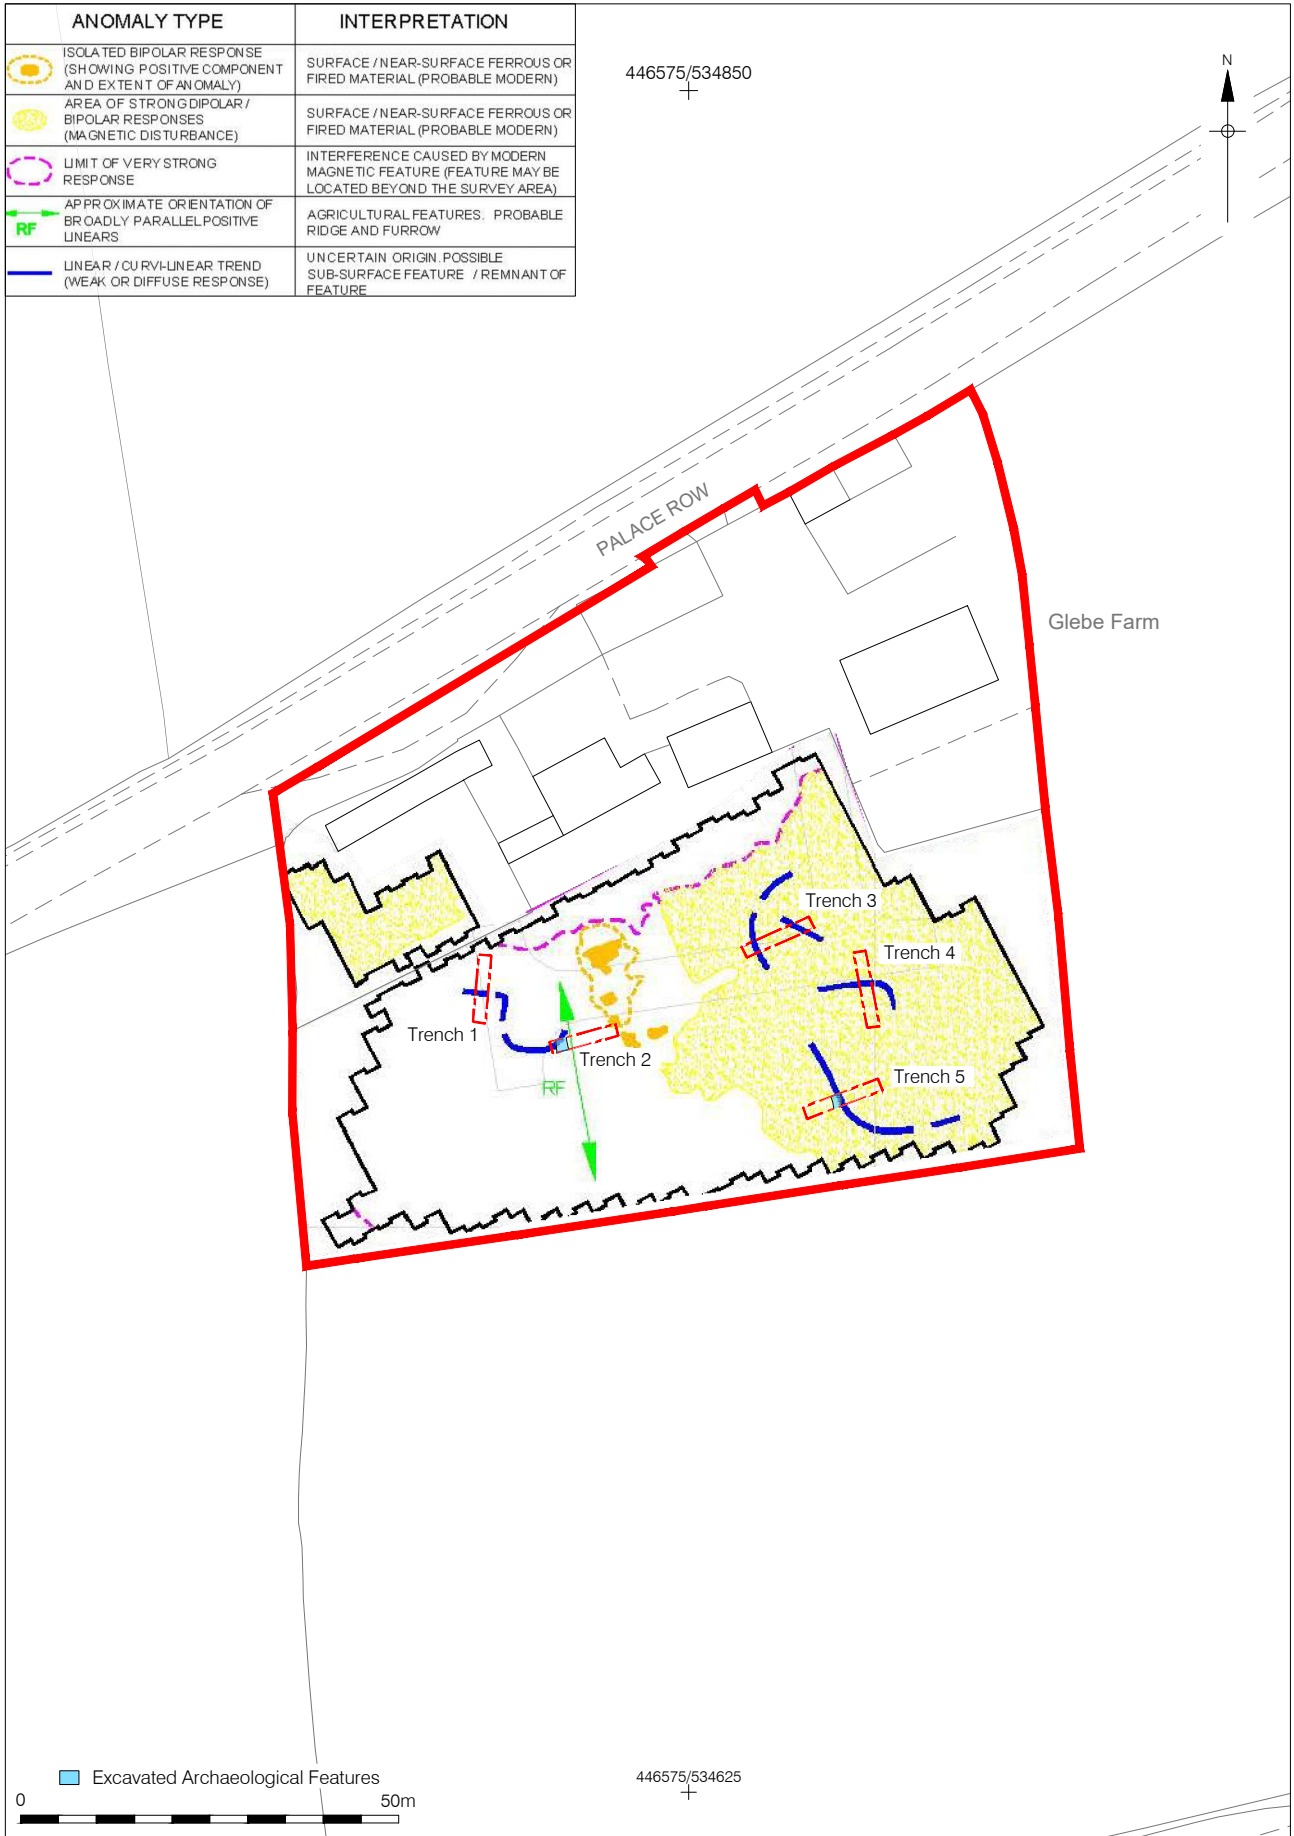 ANOMALY TYPE
INTERPRETATION
ISOLATED BIPOLAR RESPONSE
(SHOWING POSITIVE COMPONENT
AND EXTENT OF ANOMALY)
SURFACE / NEAR-SURFACE FERROUS OR
FIRED MATERIAL (PROBABLE MODERN)
AREA OF STRONG DIPOLAR /
BIPOLAR RESPONSES
(MAGNETIC DISTURBANCE)
SURFACE / NEAR-SURFACE FERROUS OR
FIRED MATERIAL (PROBABLE MODERN)
LIMIT OF VERY STRONG
RESPONSE
INTERFERENCE CAUSED BY MODERN
MAGNETIC FEATURE (FEATURE MAY BE
LOCATED BEYOND THE SURVEY AREA)
RF
APPROXIMATE ORIENTATION OF
BROADLY PARALLEL POSITIVE
LINEARS
AGRICULTURAL FEATURES. PROBABLE
RIDGE AND FURROW
LINEAR / CURVI-LINEAR TREND
(WEAK OR DIFFUSE RESPONSE)
UNCERTAIN ORIGIN. POSSIBLE
SUB-SURFACE FEATURE / REMNANT OF
FEATURE
446575/534850
N
PALACE ROW
Glebe Farm
Trench 3
Trench 4
Trench 1
Trench 2
Trench 5
RF
Excavated Archaeological Features
446575/534625
0
50m